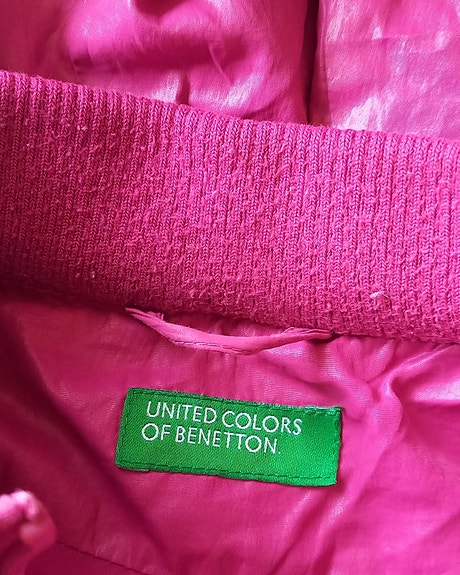 UNITED COLORS
OF BENETTON.